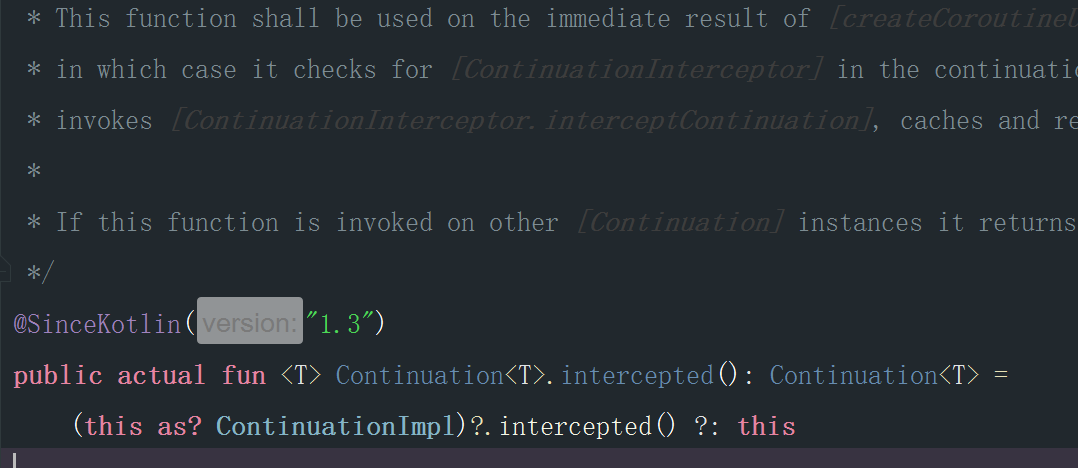 * This function shall be used on the immediate result of [createCoroutineU
* in which case it checks for [ContinuationInterceptor] in the continuatio
* invokes [ContinuationInterceptor.interceptContinuation], caches and re
*
* If this function is invoked on other [Continuation] instances it returns
*/
@SinceKotlin( version: "1.3")
public actual fun <T> Continuation<T>.intercepted(): Continuation<T> =
(this as? ContinuationImpl)?.intercepted() ?: this